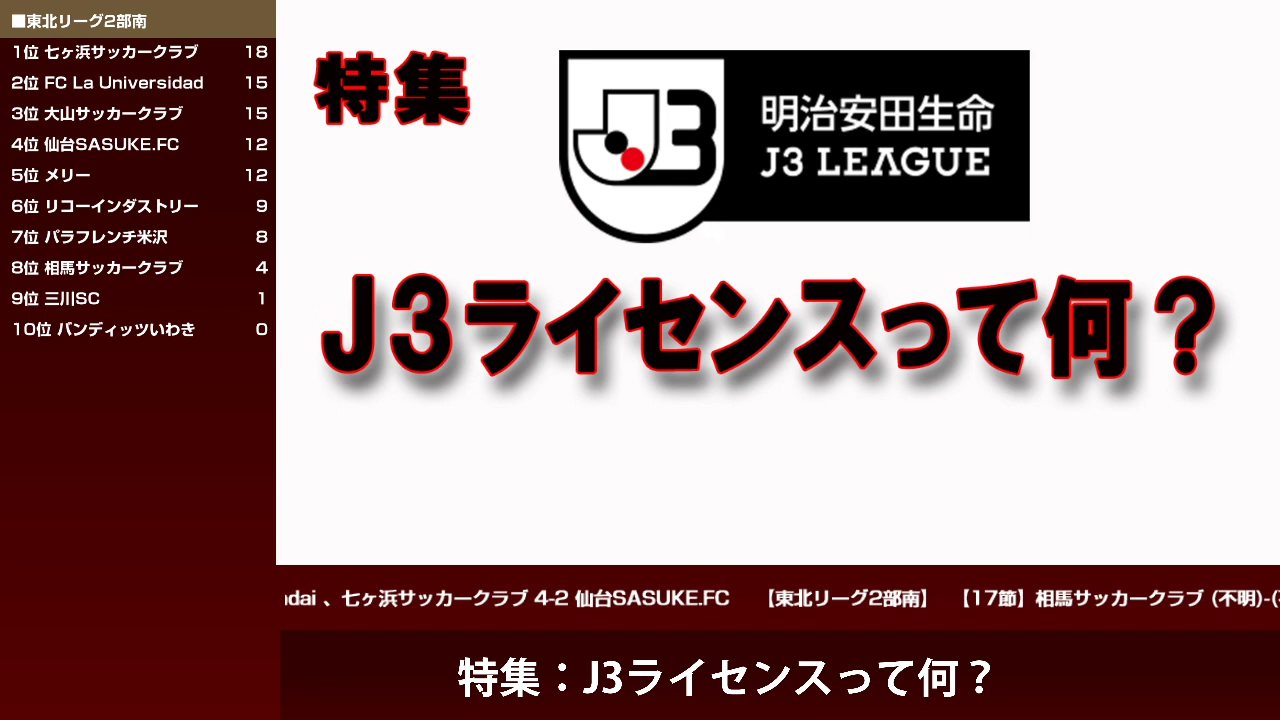 ■東北リーグ2部南
1位 七ヶ浜サッカークラブ 18
2位 FC La Universidad 15
3位 大山サッカークラブ 15
4位 仙台SASUKE.FC 12
5位 メリー 12
6位 リコーインダストリー 9
7位 パラフレンチ米沢 8
8位 相馬サッカークラブ 4
9位 三川SC 1
10位 バンディッツいわき 0
特集
J3
明治安田生命
J3 LEAGUE
J3ライセンスって何？
ndai 、七ヶ浜サッカークラブ 4-2 仙台SASUKE.FC 【東北リーグ2部南】 【17節】相馬サッカークラブ (不明)-(
特集：J3ライセンスって何？